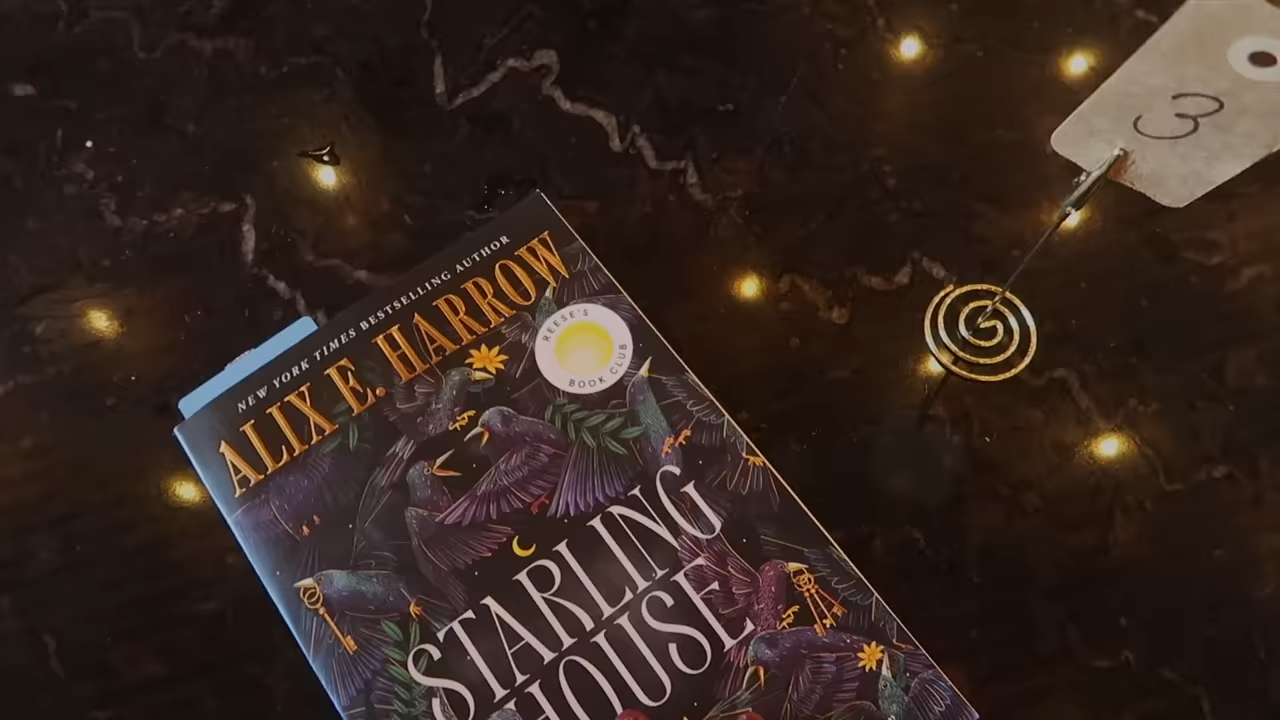 3
NEW YORK TIMES BESTSELLING AUTHOR
ALIX E. HARROW
REESE'S
BOOK CLUB
STARLING
HOUSE